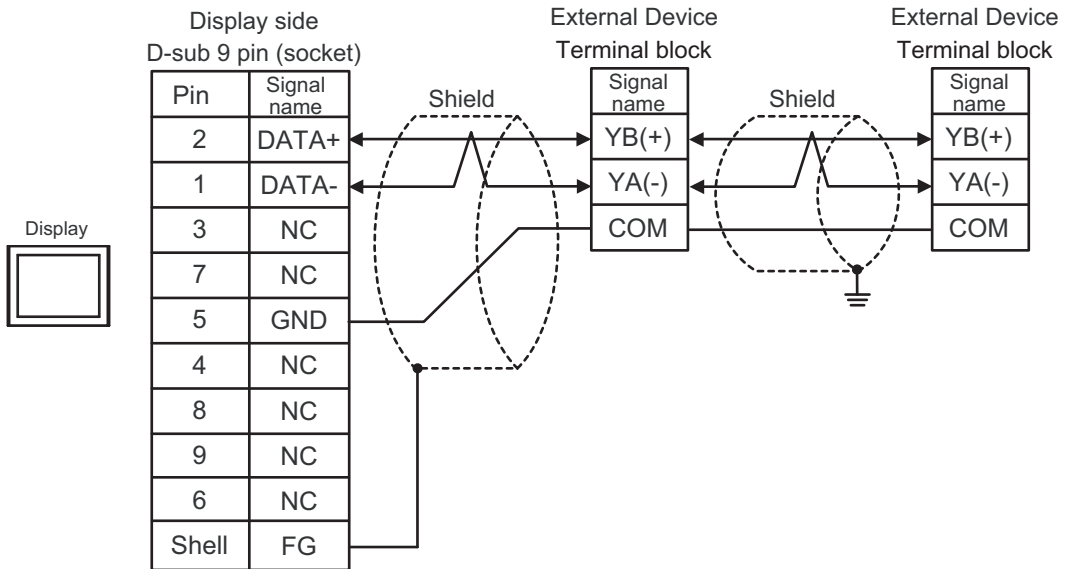 Display side
D-sub 9 pin (socket)
Pin Signal name
2 DATA+
1 DATA-
3 NC
7 NC
5 GND
4 NC
8 NC
9 NC
6 NC
Shell FG
Display
Shield
External Device
Terminal block
Signal name
YB(+)
YA(-)
COM
Shield
External Device
Terminal block
Signal name
YB(+)
YA(-)
COM